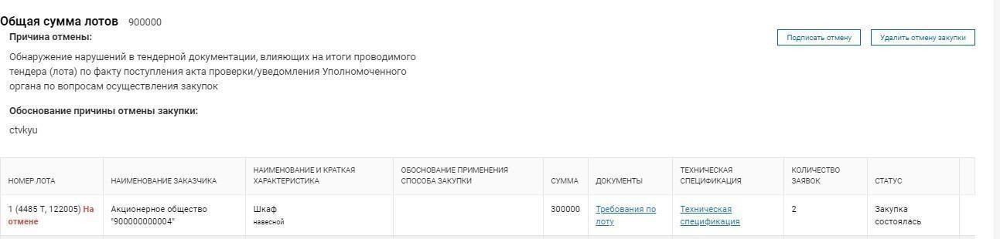 Общая сумма лотов 900000
Причина отмены:
Подписать отмену Удалить отмену закупки
Обнаружение нарушений в тендерной документации, влияющих на итоги проводимого
тендера (лота) по факту поступления акта проверки/уведомления Уполномоченного
органа по вопросам осуществления закупок
Обоснование причины отмены закупки:
ctvkyu
НОМЕР ЛОТА
НАИМЕНОВАНИЕ ЗАКАЗЧИКА
НАИМЕНОВАНИЕ И КРАТКАЯ
ХАРАКТЕРИСТИКА
ОБОСНОВАНИЕ ПРИМЕНЕНИЯ
СПОСОБА ЗАКУПКИ
СУММА
ДОКУМЕНТЫ
ТЕХНИЧЕСКАЯ
СПЕЦИФИКАЦИЯ
КОЛИЧЕСТВО
ЗАЯВОК
СТАТУС
1 (4485 Т, 122005) На
отмене
Акционерное общество
"900000000004"
Шкаф
навесной
300000
Требования по
лоту
Техническая
спецификация
2
Закупка
состоялась